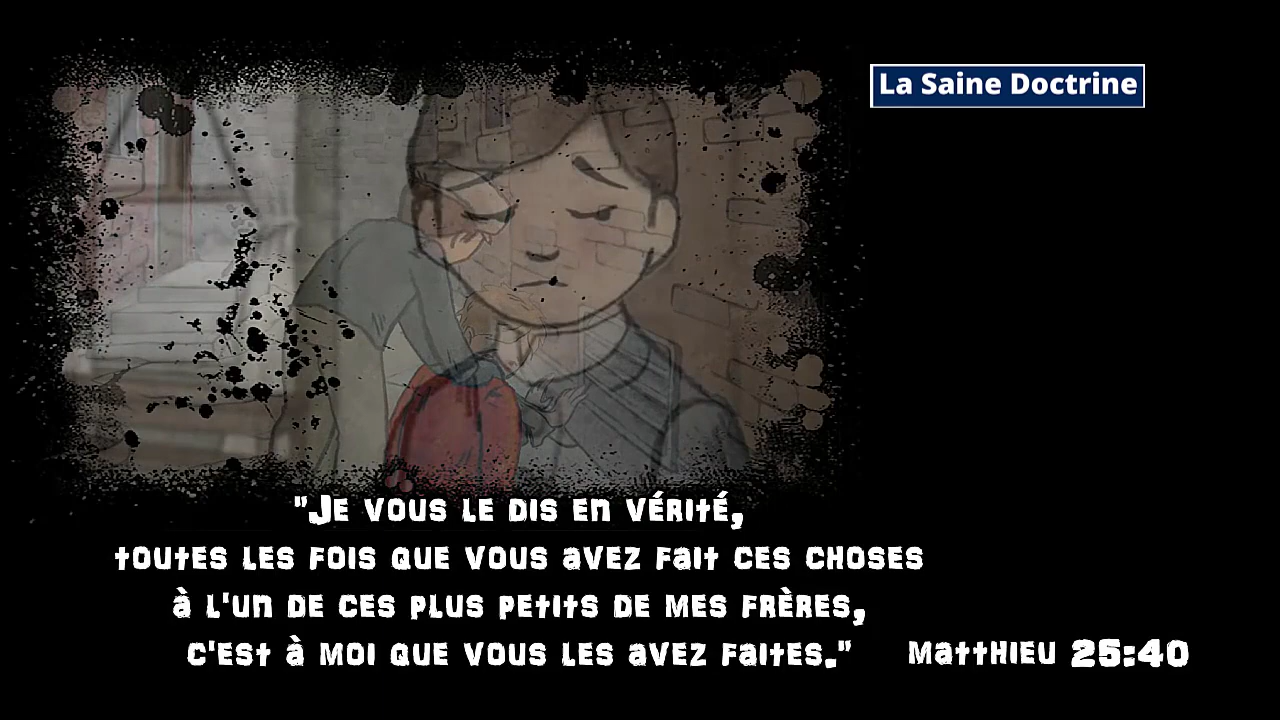 La Saine Doctrine
"Je vous le dis en vérité,
toutes les fois que vous avez fait ces choses
à l'un de ces plus petits de mes frères,
c'est à moi que vous les avez faites." Matthieu 25:40